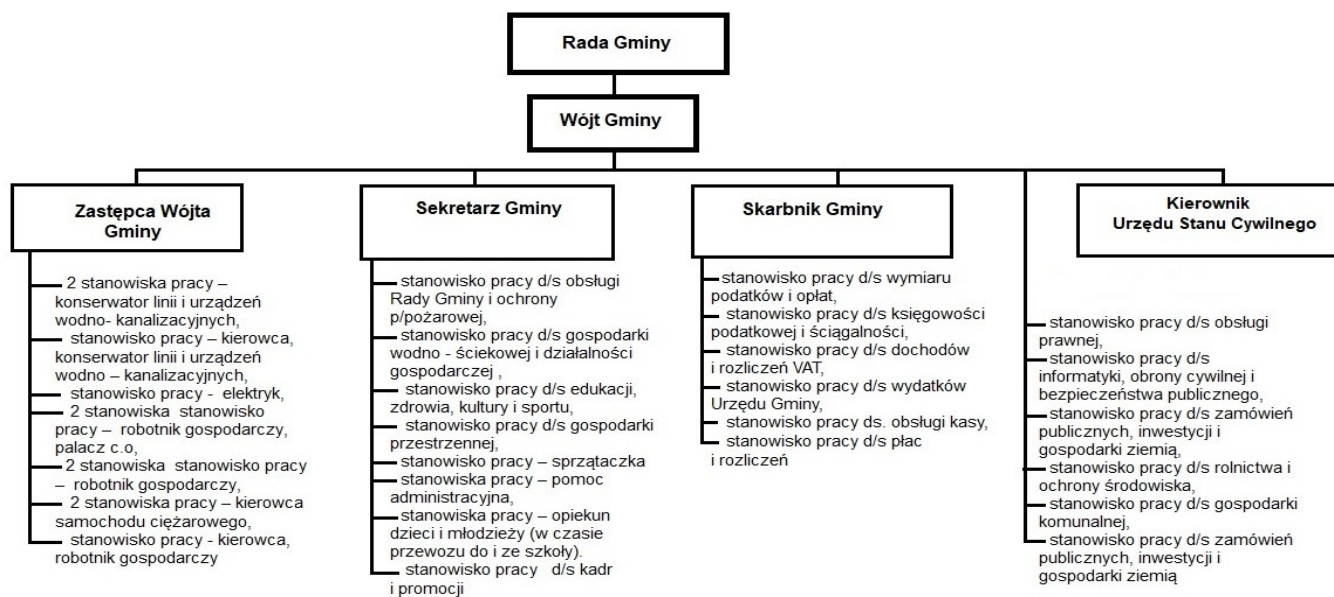 Rada Gminy
Wójt Gminy
Zastępca Wójta
Gminy
2 stanowiska pracy –
konserwator linii i urządzeń
wodno- kanalizacyjnych,
stanowisko pracy – kierowca,
konserwator linii i urządzeń
wodno – kanalizacyjnych,
stanowisko pracy - elektryk,
2 stanowiska stanowisko
pracy – robotnik gospodarczy,
palacz c.o,
2 stanowiska stanowisko pracy
– robotnik gospodarczy,
2 stanowiska pracy – kierowca
samochodu ciężarowego,
stanowisko pracy - kierowca,
robotnik gospodarczy
Sekretarz Gminy
stanowisko pracy d/s obsługi
Rady Gminy i ochrony
p/pożarowej,
stanowisko pracy d/s gospodarki
wodno - ściekowej i działalności
gospodarczej ,
stanowisko pracy d/s edukacji,
zdrowia, kultury i sportu,
stanowisko pracy d/s gospodarki
przestrzennej,
stanowisko pracy – sprzątaczka
stanowiska pracy – pomoc
administracyjna,
stanowiska pracy – opiekun
dzieci i młodzieży (w czasie
przewozu do i ze szkoły).
stanowisko pracy d/s kadr
i promocji
Skarbnik Gminy
stanowisko pracy d/s wymiaru
podatków i opłat,
stanowisko pracy d/s księgowości
podatkowej i ściągalności,
stanowisko pracy d/s dochodów
i rozliczeń VAT,
stanowisko pracy d/s wydatków
Urzędu Gminy,
stanowisko pracy ds. obsługi kasy,
stanowisko pracy d/s płac
i rozliczeń
Kierownik
Urzędu Stanu Cywilnego
stanowisko pracy d/s obsługi
prawnej,
stanowisko pracy d/s
informatyki, obrony cywilnej i
bezpieczeństwa publicznego,
stanowisko pracy d/s zamówień
publicznych, inwestycji i
gospodarki ziemią,
stanowisko pracy d/s rolnictwa i
ochrony środowiska,
stanowisko pracy d/s gospodarki
komunalnej,
stanowisko pracy d/s zamówień
publicznych, inwestycji i
gospodarki ziemią